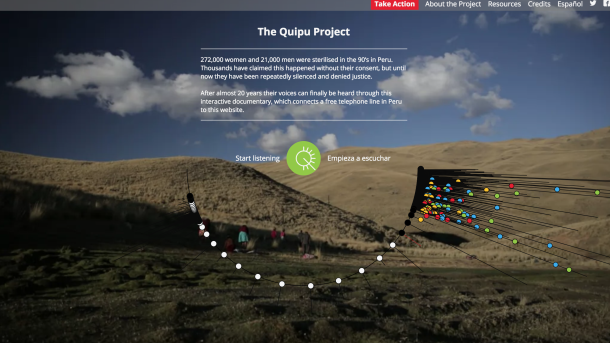 Take Action About the Project Resources Credits Español
The Quipu Project
272,000 women and 21,000 men were sterilised in the 90's in Peru.
Thousands have claimed this happened without their consent, but until
now they have been repeatedly silenced and denied justice.
After almost 20 years their voices can finally be heard through this
interactive documentary, which connects a free telephone line in Peru
to this website.
Start listening Empieza a escuchar